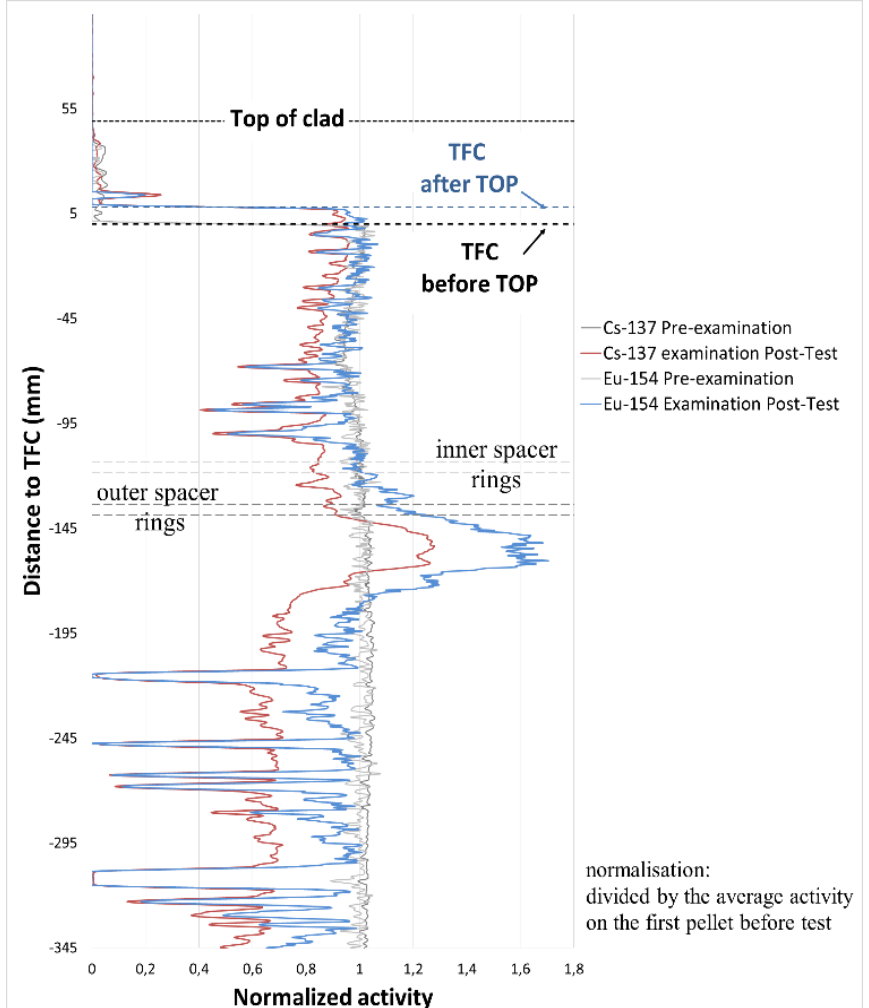 55
Top of clad
TFC
after TOP
5
TFC
before TOP
-45
Cs-137 Pre-examination
Cs-137 examination Post-Test
Eu-154 Pre-examination
Eu-154 Examination Post-Test
-95
Distance to TFC (mm)
inner spacer
rings
outer spacer
rings
-145
-195
-245
-295
normalisation:
divided by the average activity
on the first pellet before test
-345
0 0,2 0,4 0,6 0,8 1 1,2 1,4 1,6 1,8
Normalized activity